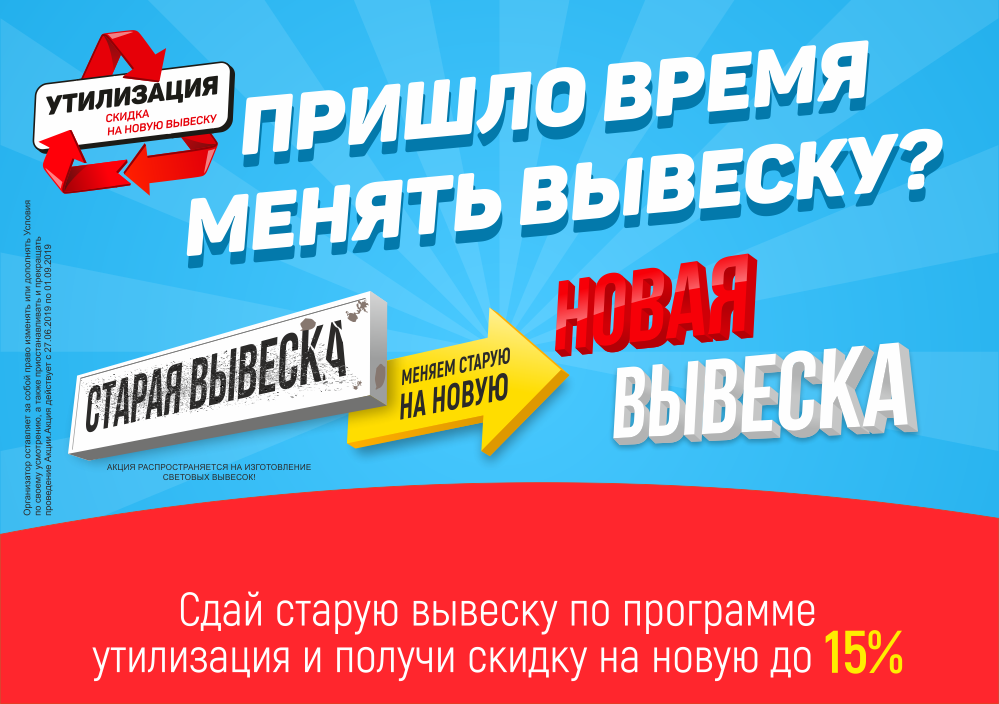 УТИЛИЗАЦИЯ
СКИДКА
НА НОВУЮ ВЫВЕСКУ
ПРИШЛО ВРЕМЯ
МЕНЯТЬ ВЫВЕСКУ?
Организатор оставляет за собой право изменять или дополнять Условия
по своему усмотрению, а также приостанавливать и прекращать
проведение Акции.Акция действует с 27.06.2019 по 01.09.2019
СТАРАЯ ВЫВЕСКА
МЕНЯЕМ СТАРУЮ
НА НОВУЮ
НОВАЯ
ВЫВЕСКА
АКЦИЯ РАСПРОСТРАНЯЕТСЯ НА ИЗГОТОВЛЕНИЕ
СВЕТОВЫХ ВЫВЕСОК!
Сдай старую вывеску по программе
утилизация и получи скидку на новую до 15%